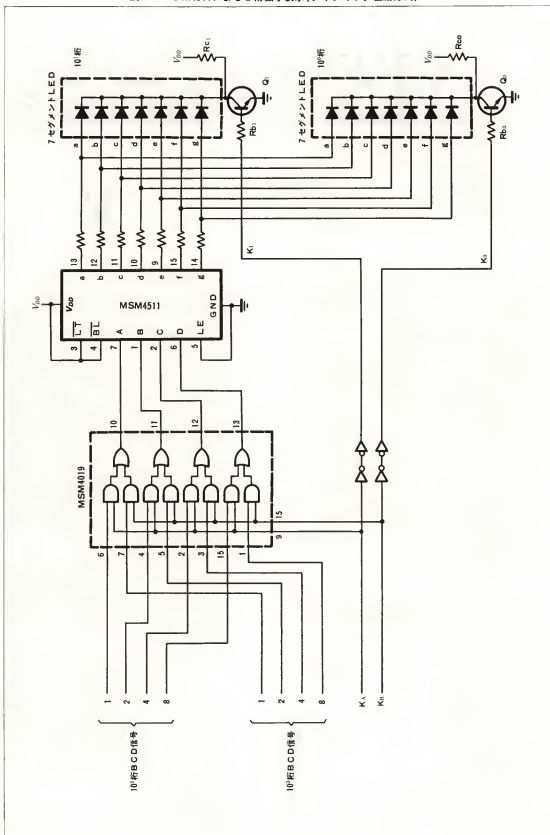 10¹桁
7セグメントLED
a
b
c
d
e
f
g
VDD
Rc₁
Q₁
Rb₁
10⁰桁
7セグメントLED
a
b
c
d
e
f
g
VDD
Rc₀
Q₀
Rb₀
K₁
K₀
VDD
VDD
MSM4511
LT
BL
A
B
C
D
LE
GND
3
4
7
1
2
6
5
13
12
11
10
9
15
14
a
b
c
d
e
f
g
MSM4019
6
7
4
5
2
3
15
1
10
11
12
13
9
15
1
2
4
8
10¹桁BCD信号
1
2
4
8
10⁰桁BCD信号
KA
KB